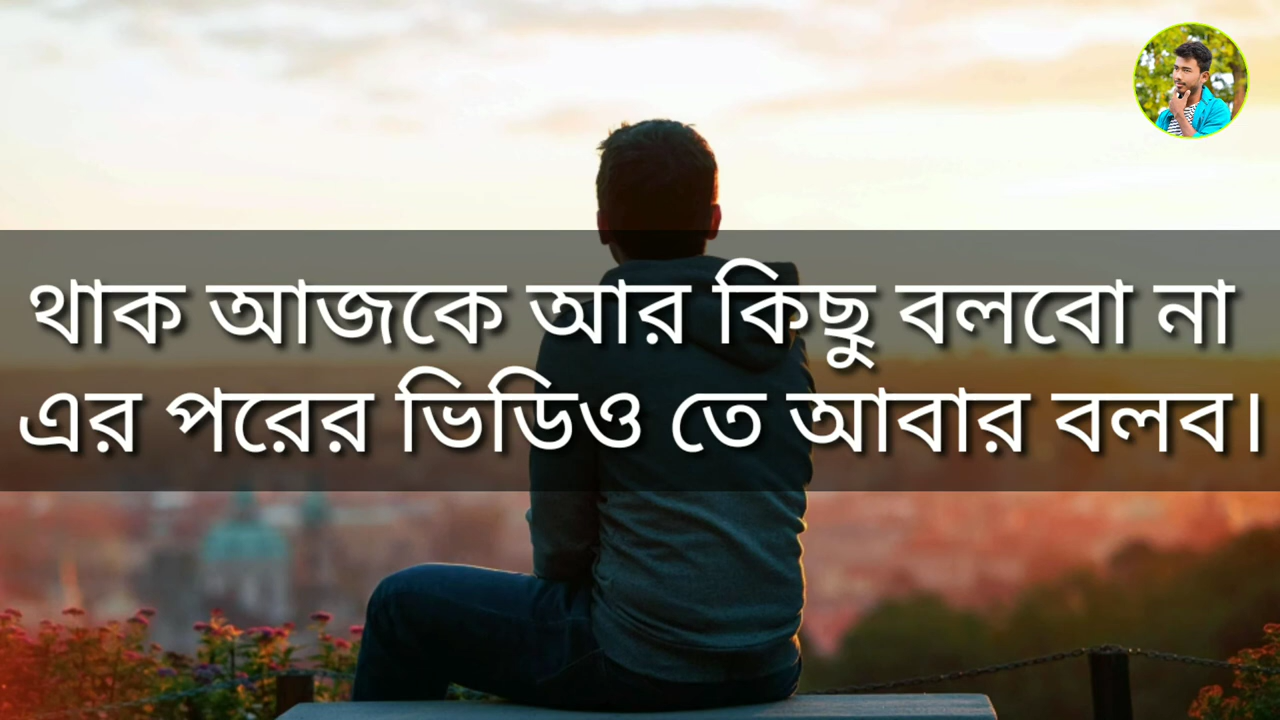 থাক আজকে আর কিছু বলবো না
এর পরের ভিডিও তে আবার বলব।